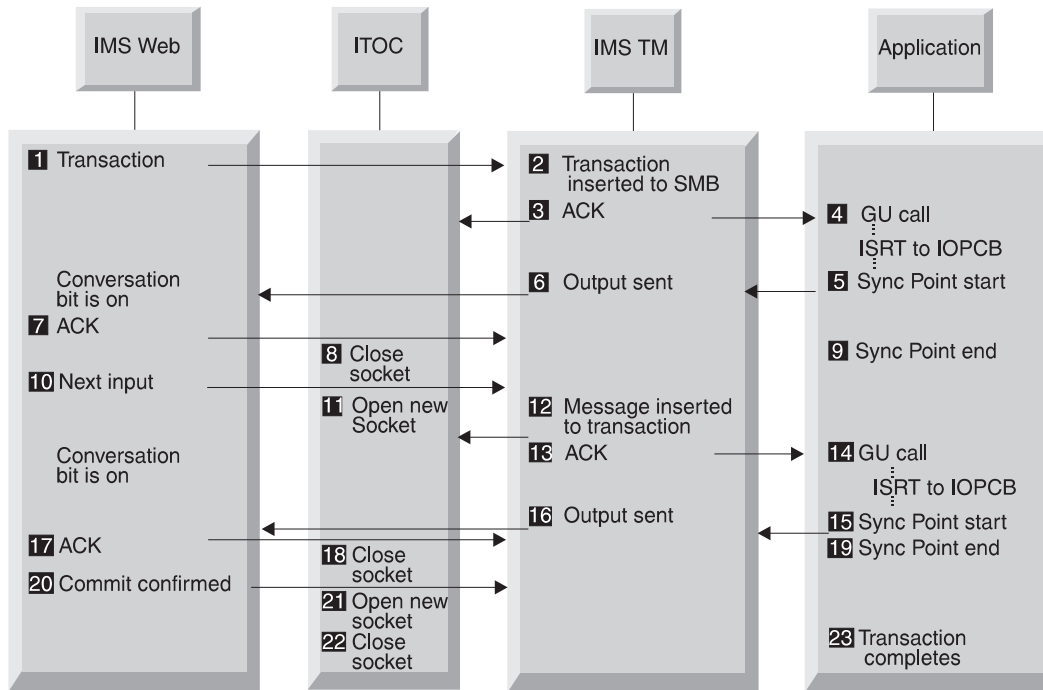 IMS Web
ITOC
IMS TM
Application
1 Transaction
2 Transaction
inserted to SMB
3 ACK
4 GU call
ISRT to IOPCB
Conversation
bit is on
6 Output sent
5 Sync Point start
7 ACK
8 Close
socket
9 Sync Point end
10 Next input
11 Open new
Socket
12 Message inserted
to transaction
Conversation
bit is on
13 ACK
14 GU call
ISRT to IOPCB
16 Output sent
15 Sync Point start
17 ACK
18 Close
socket
19 Sync Point end
20 Commit confirmed
21 Open new
socket
22 Close
socket
23 Transaction
completes